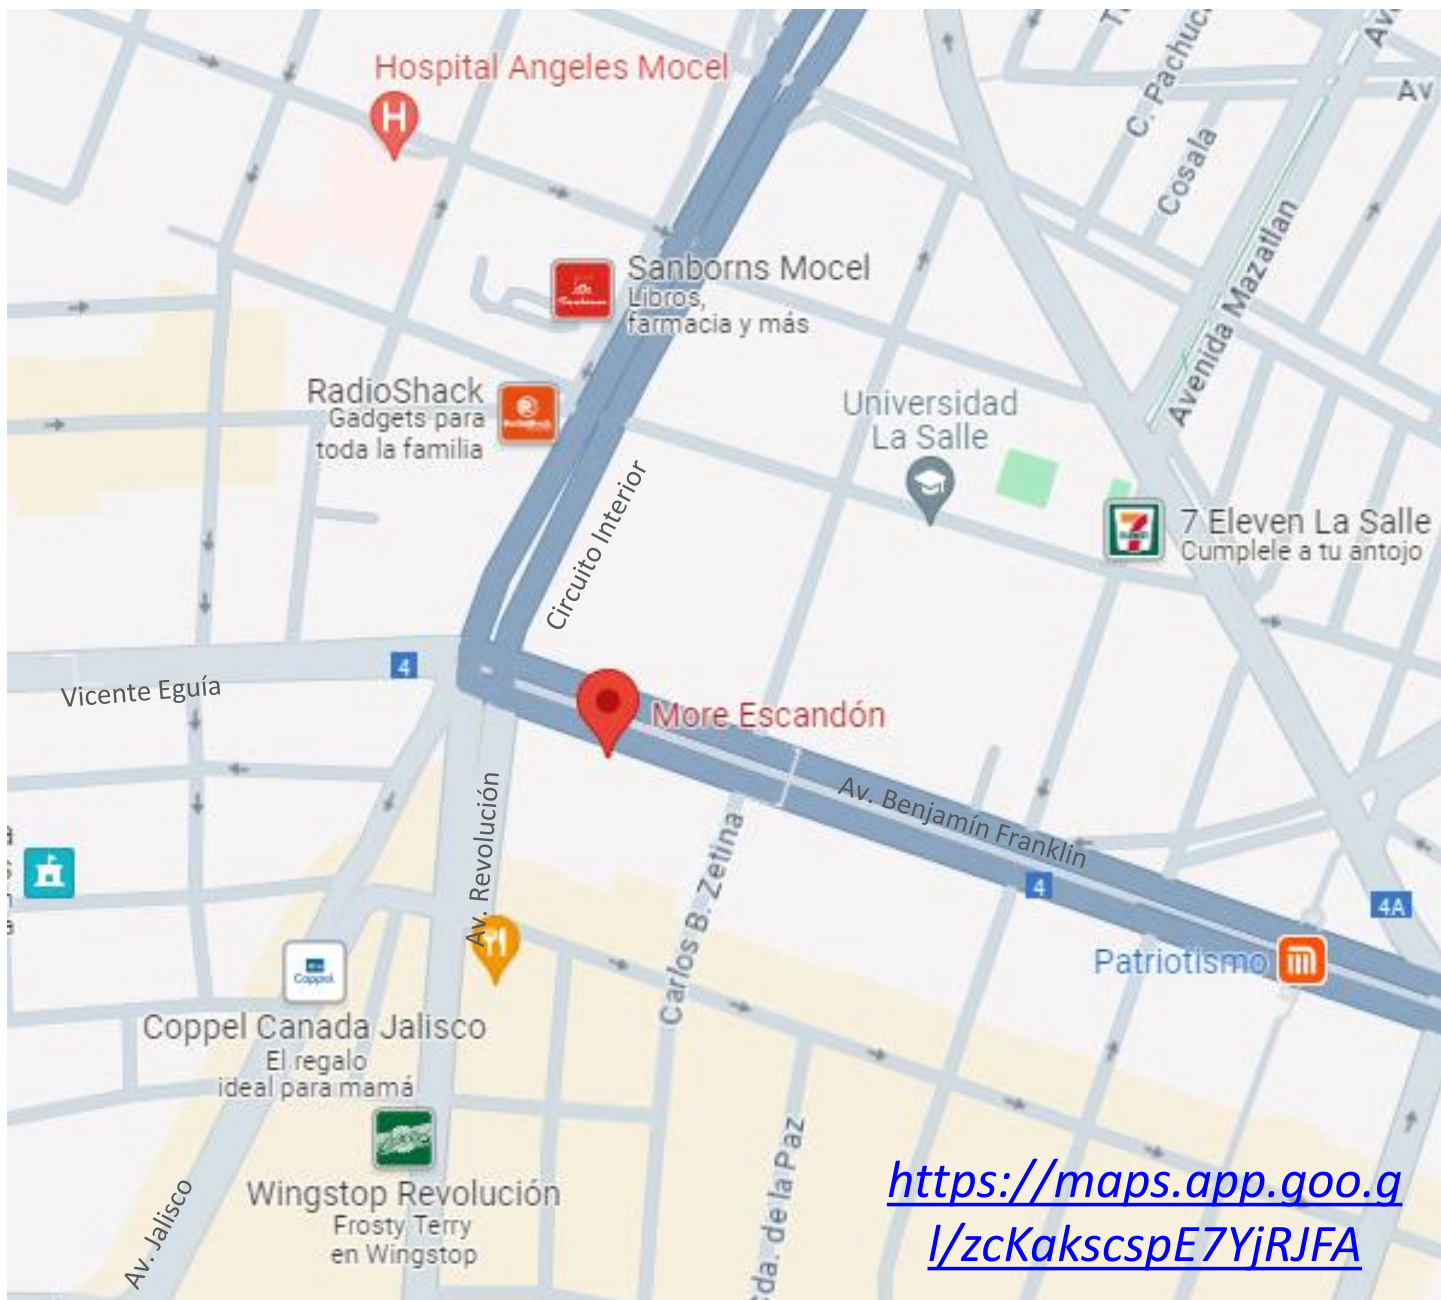 Hospital Angeles Mocel
H
C. Pachuc
Av
Cosala
Avenida Mazatlan
Sanborns Mocel
Libros,
farmacia y más
RadioShack
Gadgets para
toda la familia
Universidad
La Salle
7 Eleven La Salle
Cumplele a tu antojo
Circuito Interior
4
Vicente Eguía
More Escandón
Av. Revolución
Av. Benjamín Franklin
Carlos B. Zetina
4
4A
Patriotismo
Coppel
Coppel Canada Jalisco
El regalo
ideal para mamá
Wingstop Revolución
Frosty Terry
en Wingstop
Av. Jalisco
da. de la Paz
https://maps.app.goo.g
l/zcKakscspE7YjRJFA